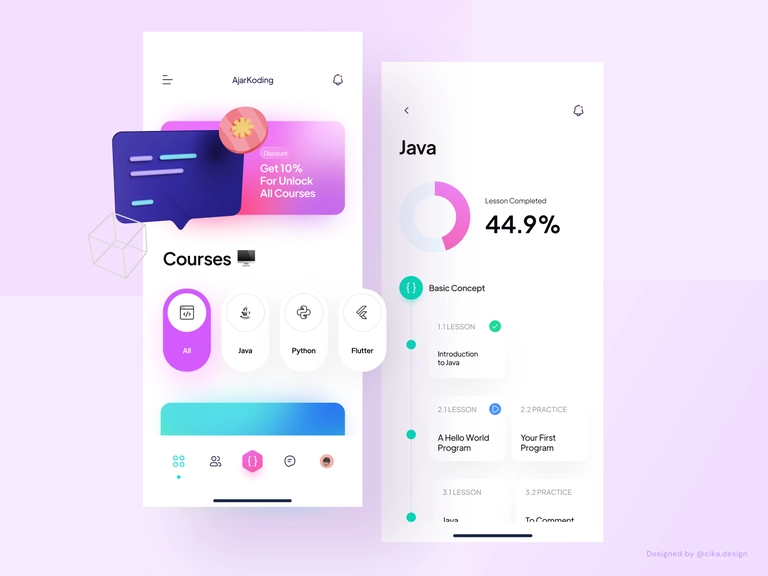 AjarKoding
Discount
Get 10%
For Unlock
All Courses
Courses
All
Java
Python
Flutter
{ }
Java
Lesson Completed
44.9%
{ } Basic Concept
1.1 LESSON
Introduction
to Java
2.1 LESSON
A Hello World
Program
2.2 PRACTICE
Your First
Program
3.1 LESSON
Java
3.2 PRACTICE
To Comment
Designed by @cika.design